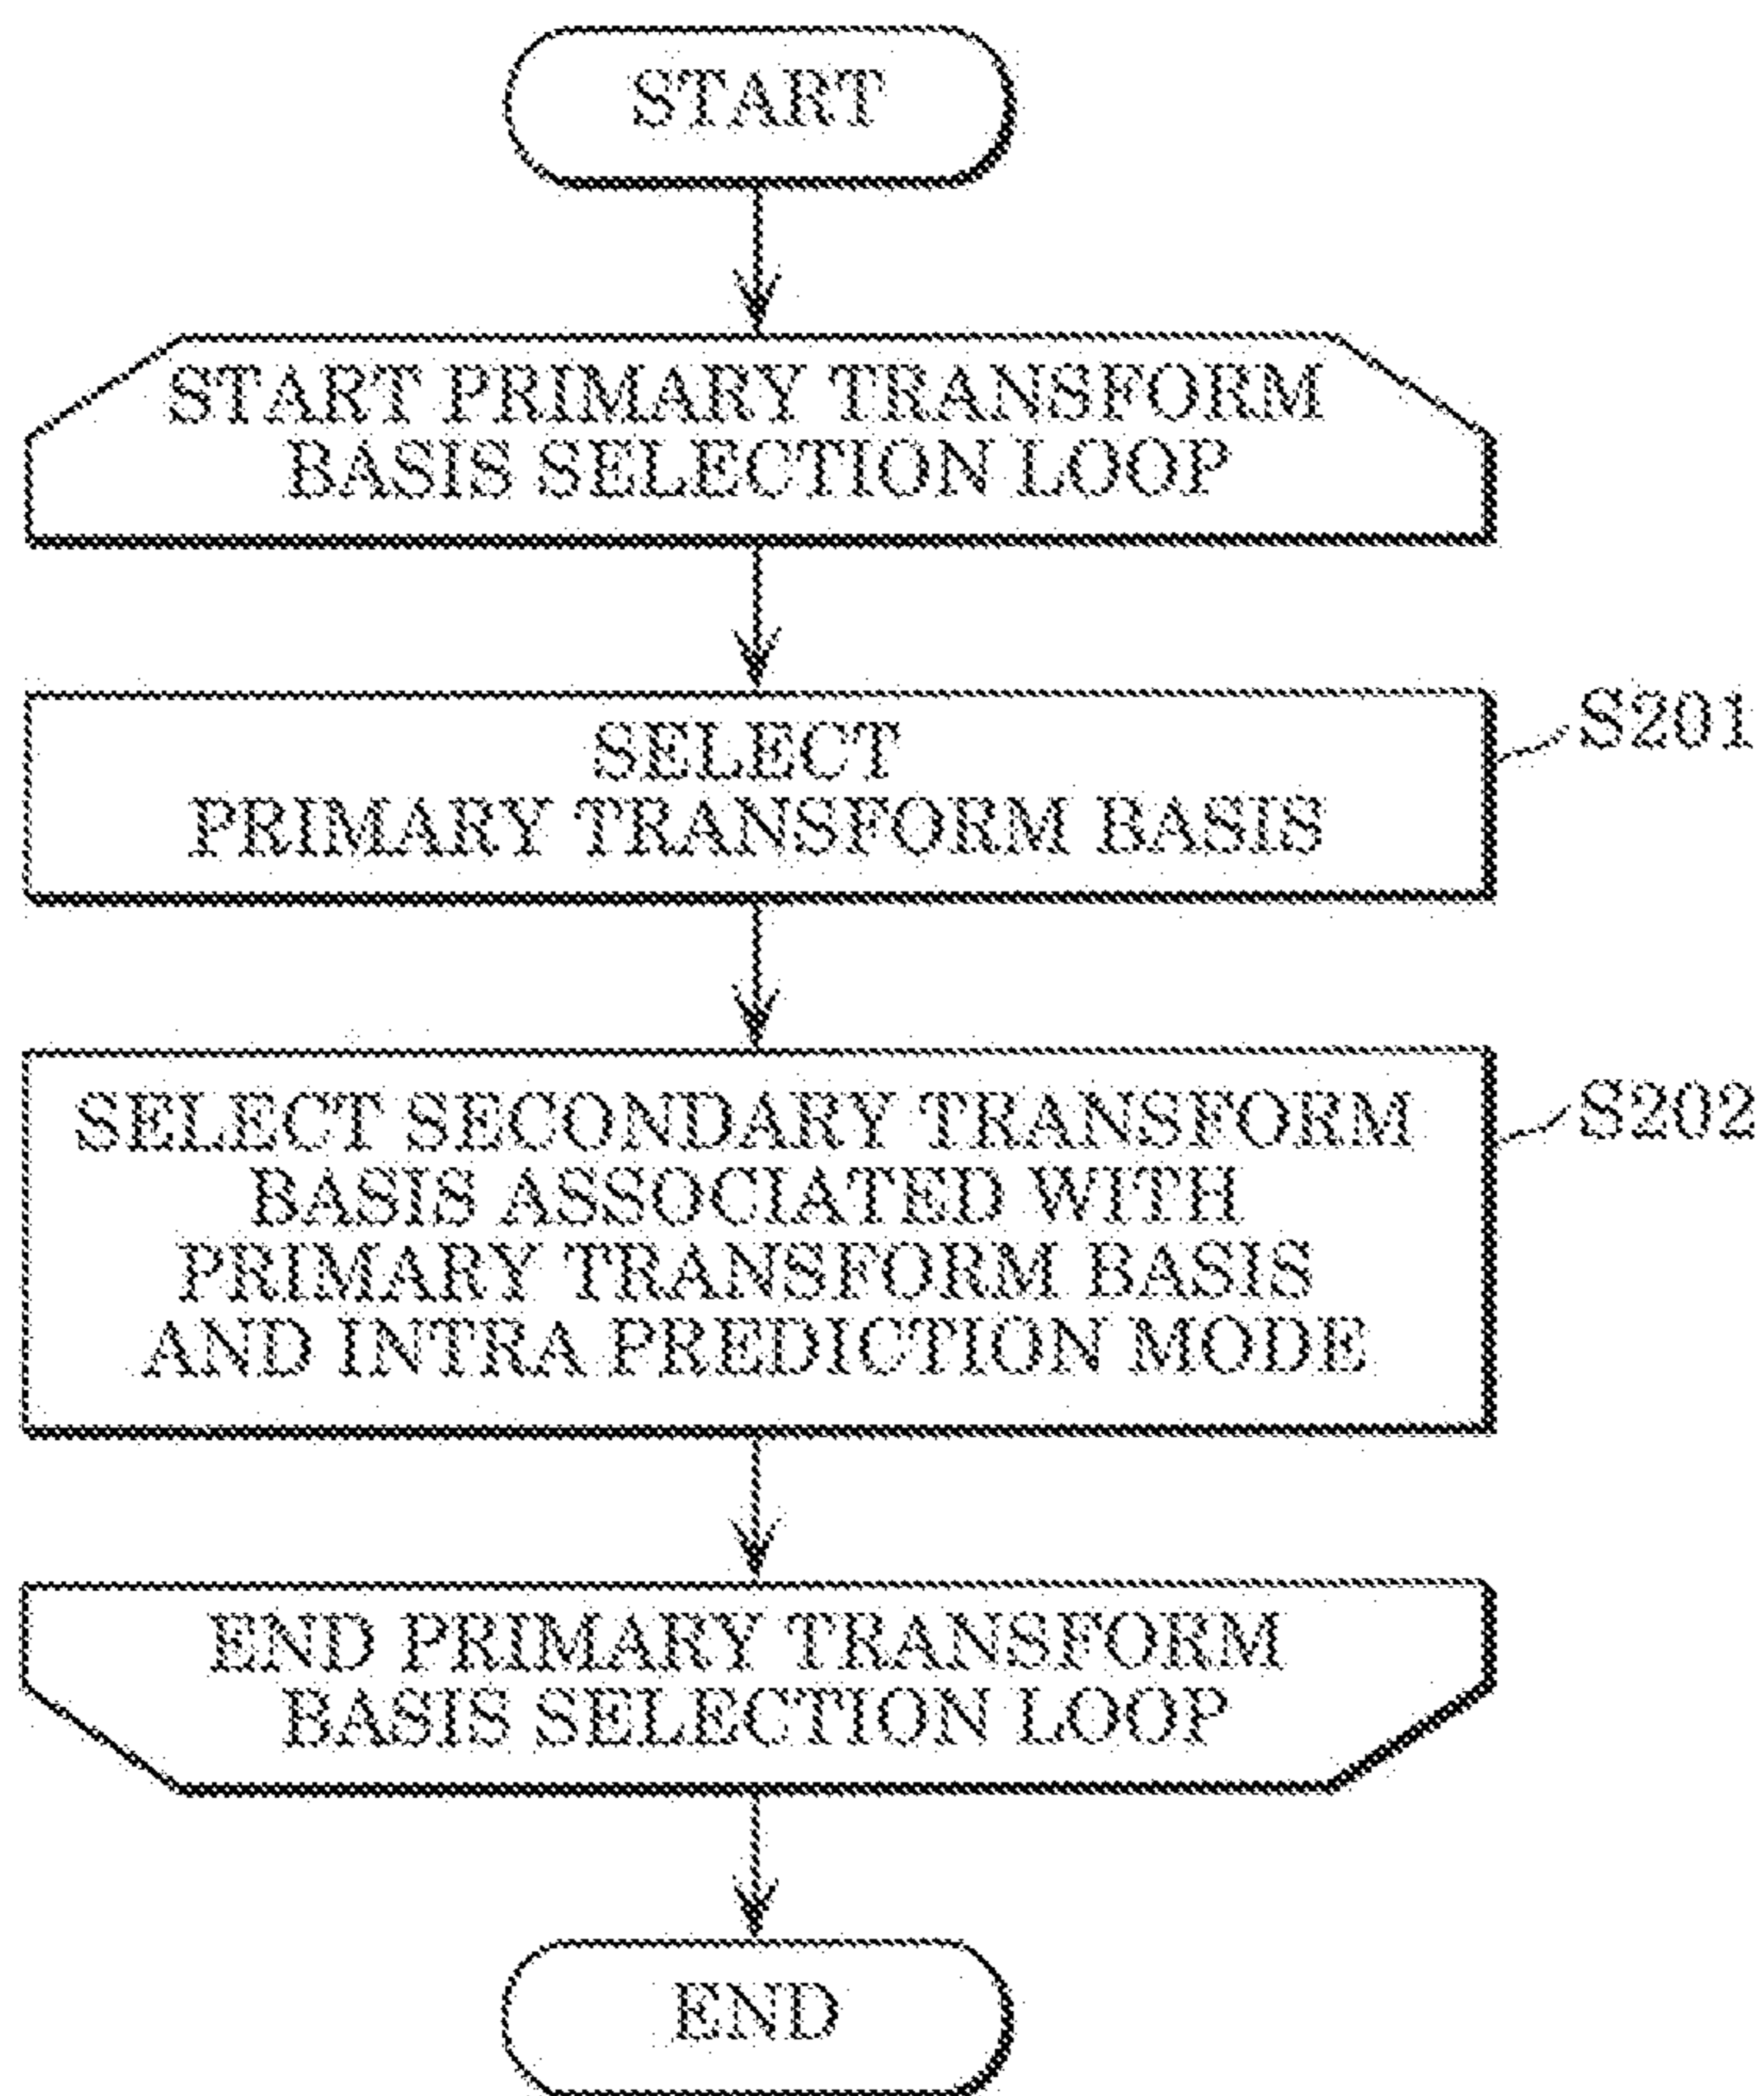 START
START PRIMARY TRANSFORM
BASIS SELECTION LOOP
SELECT
PRIMARY TRANSFORM BASIS
S201
SELECT SECONDARY TRANSFORM
BASIS ASSOCIATED WITH
PRIMARY TRANSFORM BASIS
AND INTRA PREDICTION MODE
S202
END PRIMARY TRANSFORM
BASIS SELECTION LOOP
END